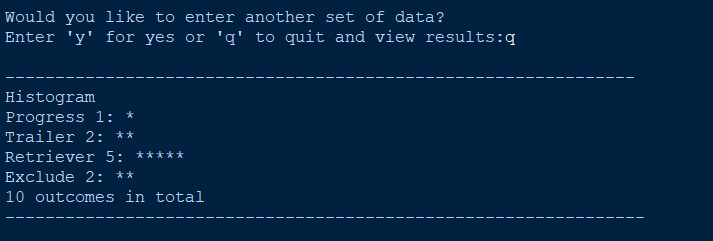 Would you like to enter another set of data?
Enter 'y' for yes or 'q' to quit and view results:q
---------------------------------------------------------------
Histogram
Progress 1: *
Trailer 2: **
Retriever 5: *****
Exclude 2: **
10 outcomes in total
----------------------------------------------------------------